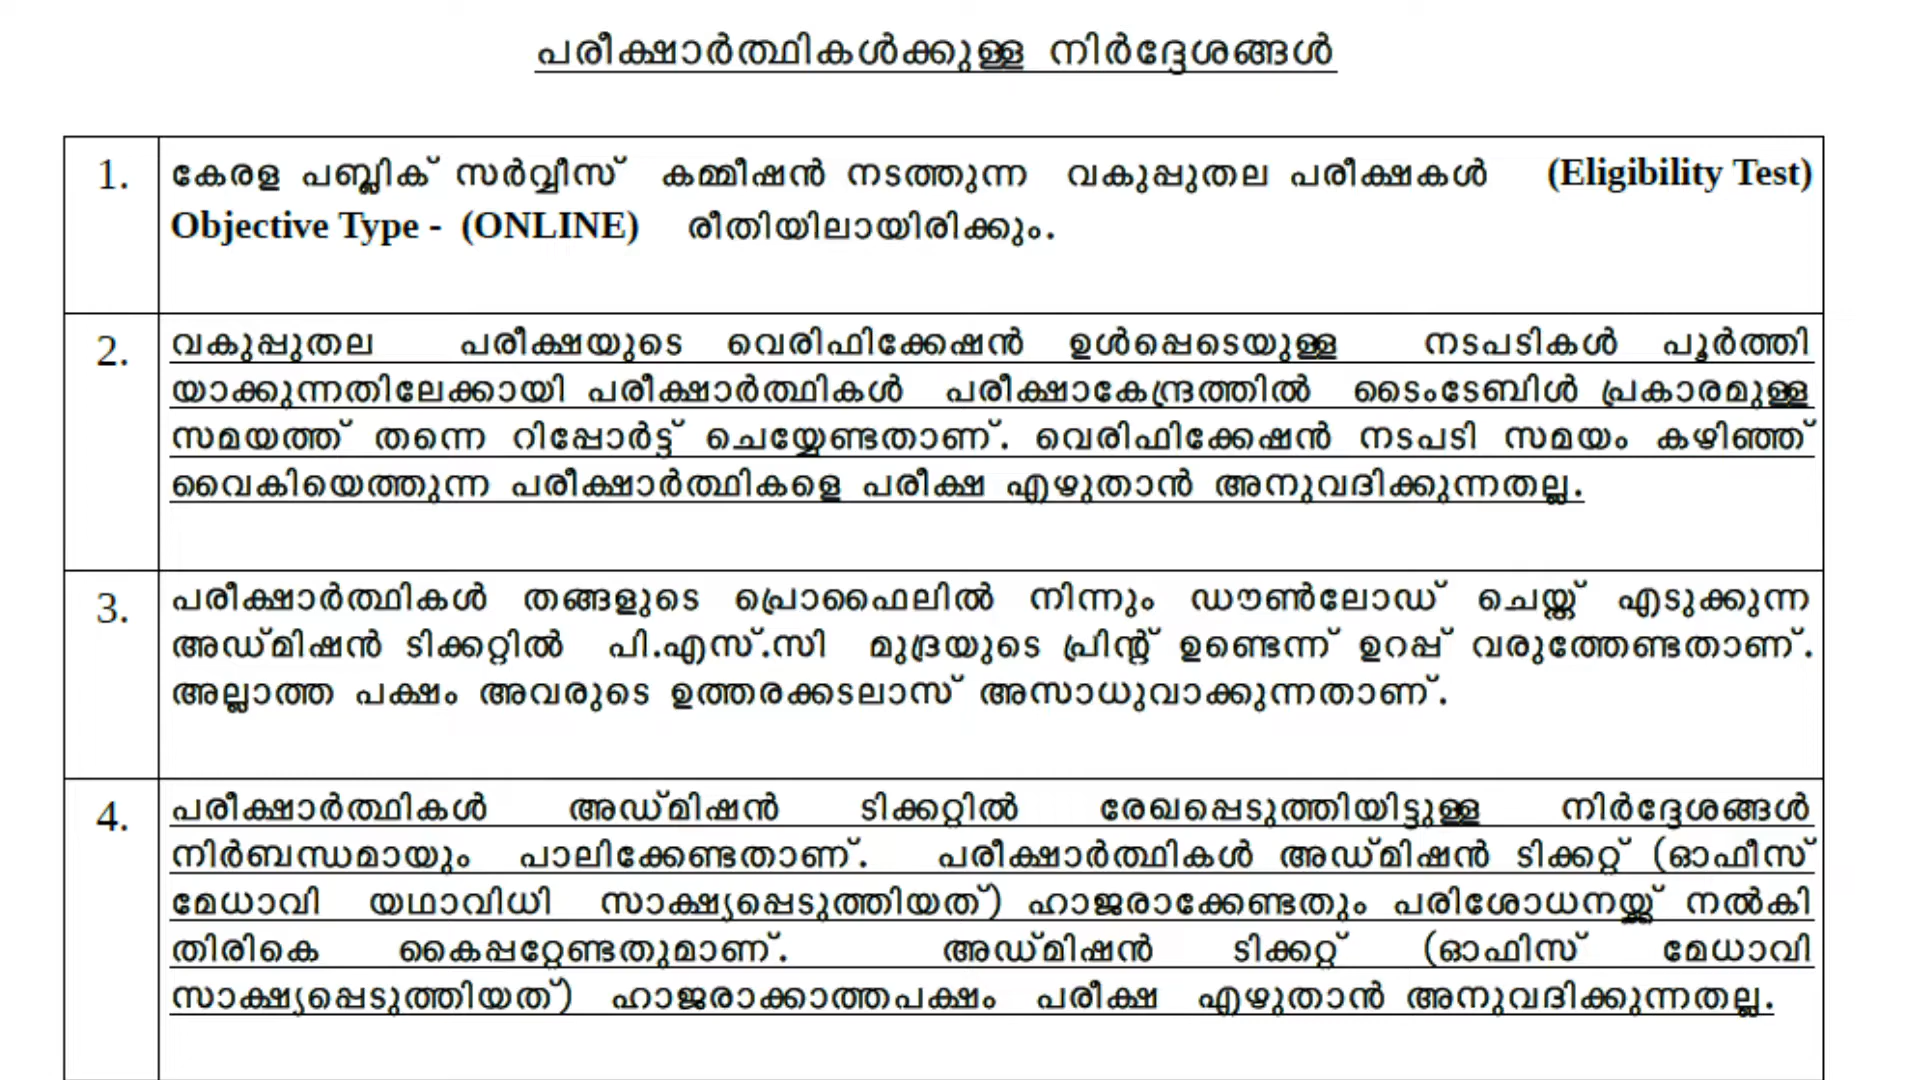 പരീക്ഷാർത്ഥികൾക്കുള്ള നിർദ്ദേശങ്ങൾ
1. കേരള പബ്ലിക് സർവ്വീസ് കമ്മീഷൻ നടത്തുന്ന വകുപ്പുതല പരീക്ഷകൾ (Eligibility Test)
Objective Type - (ONLINE) രീതിയിലായിരിക്കും.
2. വകുപ്പുതല പരീക്ഷയുടെ വെരിഫിക്കേഷൻ ഉൾപ്പെടെയുള്ള നടപടികൾ പൂർത്തി
യാക്കുന്നതിലേക്കായി പരീക്ഷാർത്ഥികൾ പരീക്ഷാകേന്ദ്രത്തിൽ ടൈംടേബിൾ പ്രകാരമുള്ള
സമയത്ത് തന്നെ റിപ്പോർട്ട് ചെയ്യേണ്ടതാണ്. വെരിഫിക്കേഷൻ നടപടി സമയം കഴിഞ്ഞ്
വൈകിയെത്തുന്ന പരീക്ഷാർത്ഥികളെ പരീക്ഷ എഴുതാൻ അനുവദിക്കുന്നതല്ല.
3. പരീക്ഷാർത്ഥികൾ തങ്ങളുടെ പ്രൊഫൈലിൽ നിന്നും ഡൗൺലോഡ് ചെയ്ത് എടുക്കുന്ന
അഡ്മിഷൻ ടിക്കറ്റിൽ പി.എസ്.സി മുദ്രയുടെ പ്രിന്റ് ഉണ്ടെന്ന് ഉറപ്പ് വരുത്തേണ്ടതാണ്.
അല്ലാത്ത പക്ഷം അവരുടെ ഉത്തരക്കടലാസ് അസാധുവാക്കുന്നതാണ്.
4. പരീക്ഷാർത്ഥികൾ അഡ്മിഷൻ ടിക്കറ്റിൽ രേഖപ്പെടുത്തിയിട്ടുള്ള നിർദ്ദേശങ്ങൾ
നിർബന്ധമായും പാലിക്കേണ്ടതാണ്. പരീക്ഷാർത്ഥികൾ അഡ്മിഷൻ ടിക്കറ്റ് (ഓഫീസ്
മേധാവി യഥാവിധി സാക്ഷ്യപ്പെടുത്തിയത്) ഹാജരാക്കേണ്ടതും പരിശോധനയ്ക്ക് നൽകി
തിരികെ കൈപ്പറ്റേണ്ടതുമാണ്. അഡ്മിഷൻ ടിക്കറ്റ് (ഓഫിസ് മേധാവി
സാക്ഷ്യപ്പെടുത്തിയത്) ഹാജരാക്കാത്തപക്ഷം പരീക്ഷ എഴുതാൻ അനുവദിക്കുന്നതല്ല.